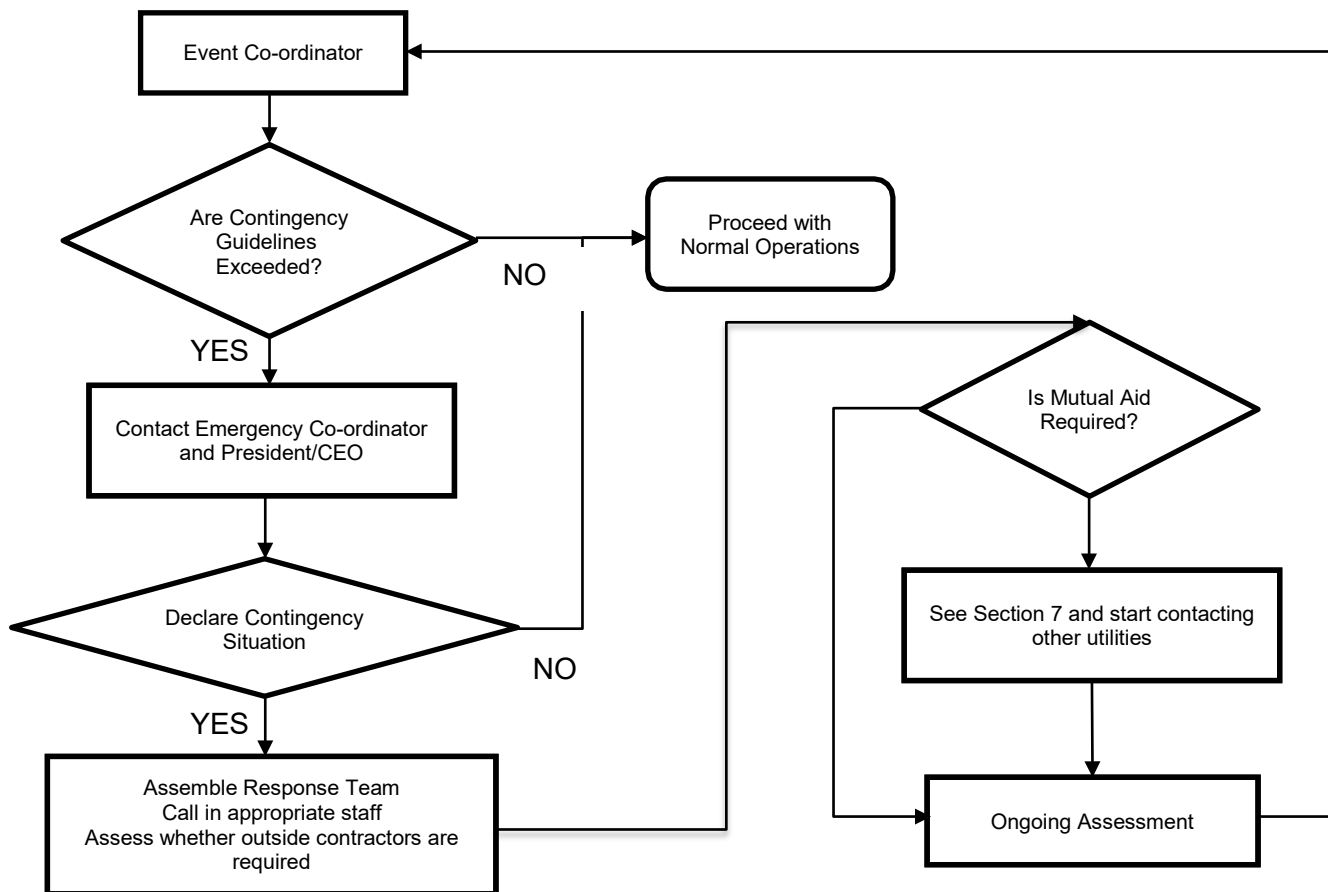 Event Co-ordinator
Are Contingency
Guidelines
Exceeded?
Proceed with
Normal Operations
NO
YES
Contact Emergency Co-ordinator
and President/CEO
Declare Contingency
Situation
NO
YES
Assemble Response Team
Call in appropriate staff
Assess whether outside contractors are
required
Is Mutual Aid
Required?
See Section 7 and start contacting
other utilities
Ongoing Assessment